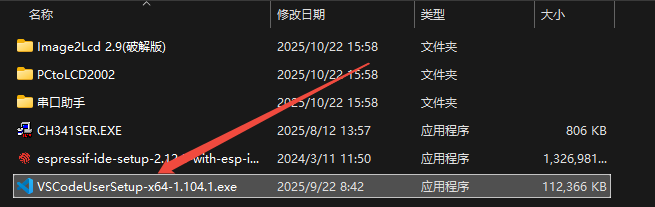 名称 修改日期 类型 大小
Image2Lcd 2.9(破解版) 2025/10/22 15:58 文件夹
PCtoLCD2002 2025/10/22 15:58 文件夹
串口助手 2025/10/22 15:58 文件夹
CH341SER.EXE 2025/8/12 13:57 应用程序 806 KB
espressif-ide-setup-2.12 with-esp-i... 2024/3/11 11:50 应用程序 1,326,981...
VSCodeUserSetup-x64-1.104.1.exe 2025/9/22 8:42 应用程序 112,366 KB